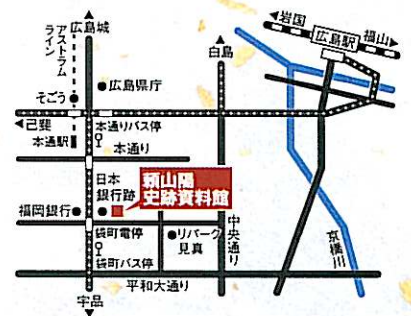 広島城
アストラム
ライン
白島
岩国
広島駅
福山
広島県庁
そごう
己斐
本通駅
本通りバス停
本通り
日本
銀行跡
頼山陽
史跡資料館
福岡銀行
袋町電停
袋町バス停
リパーク
見真
中央通り
京橋川
平和大通り
宇品